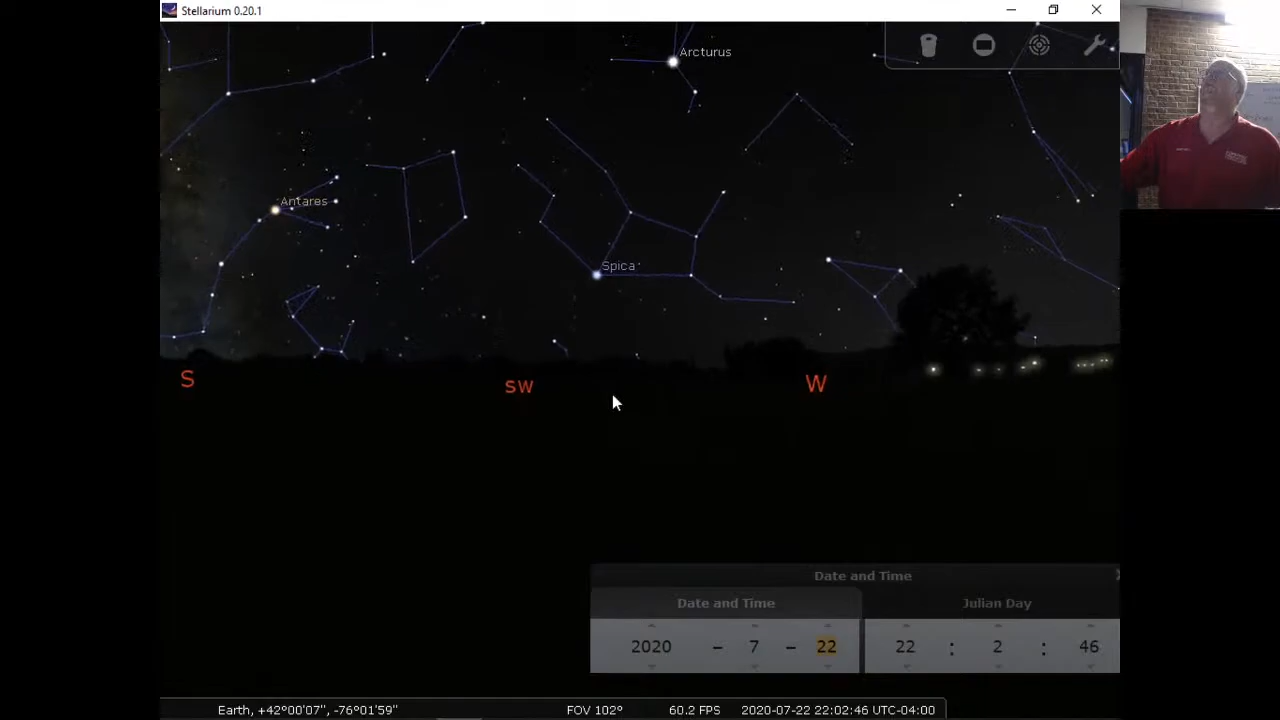 Stellarium 0.20.1
Arcturus
Antares
Spica
S
SW
W
Date and Time
Date and Time
Julian Day
2020 - 7 - 22
22 : 2 : 46
Earth, +42°00'07", -76°01'59"
FOV 102°
60.2 FPS
2020-07-22 22:02:46 UTC-04:00